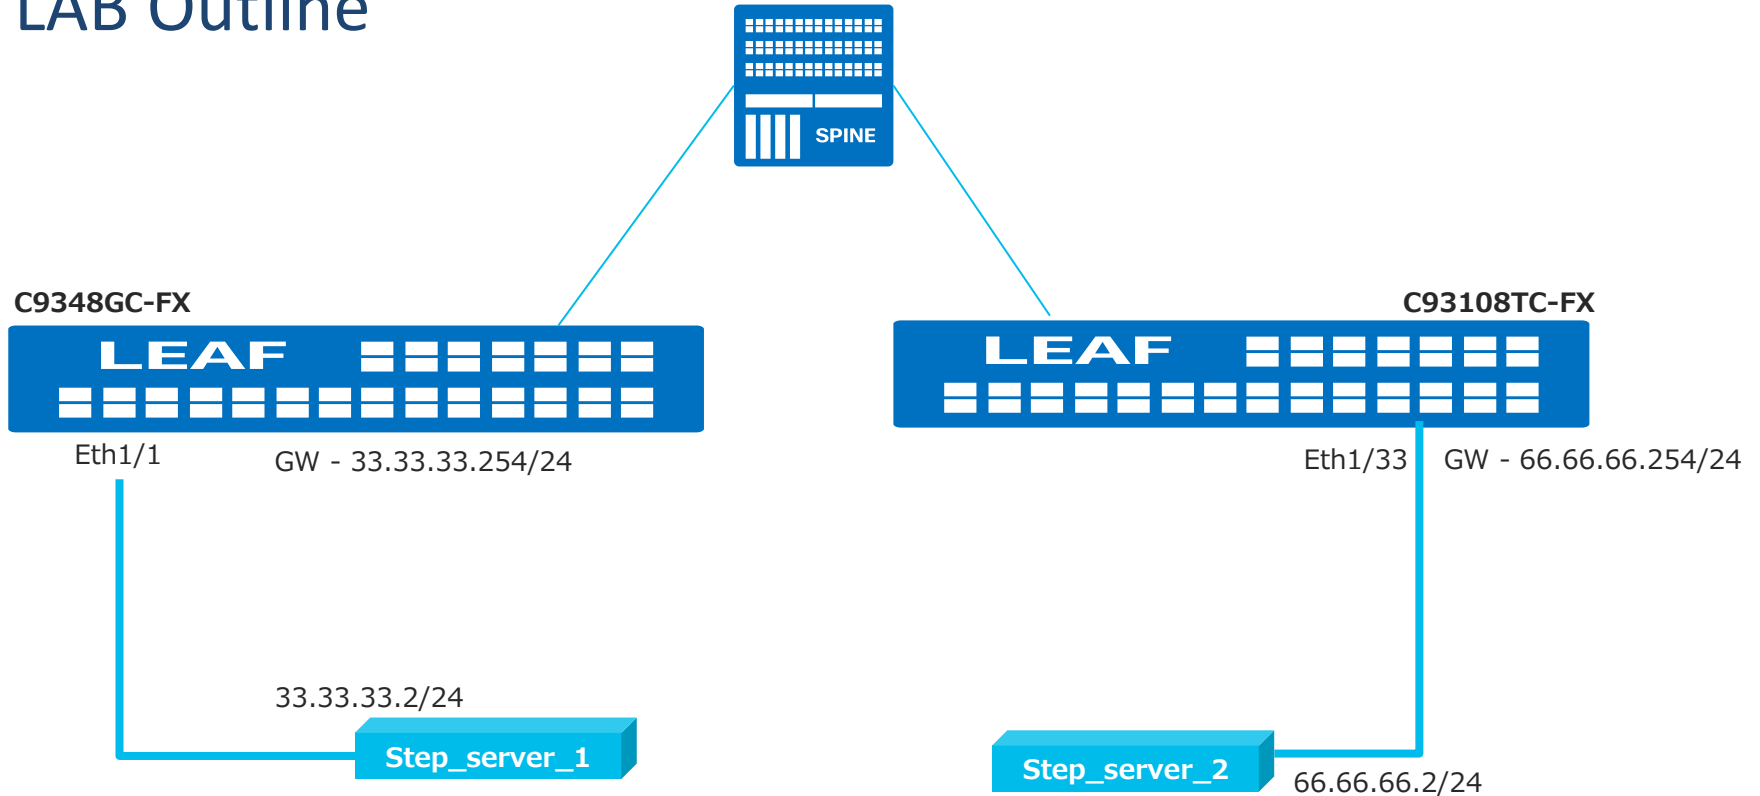 LAB Outline
SPINE
C9348GC-FX
C93108TC-FX
LEAF
LEAF
Eth1/1
GW - 33.33.33.254/24
Eth1/33
GW - 66.66.66.254/24
33.33.33.2/24
Step_server_1
Step_server_2
66.66.66.2/24